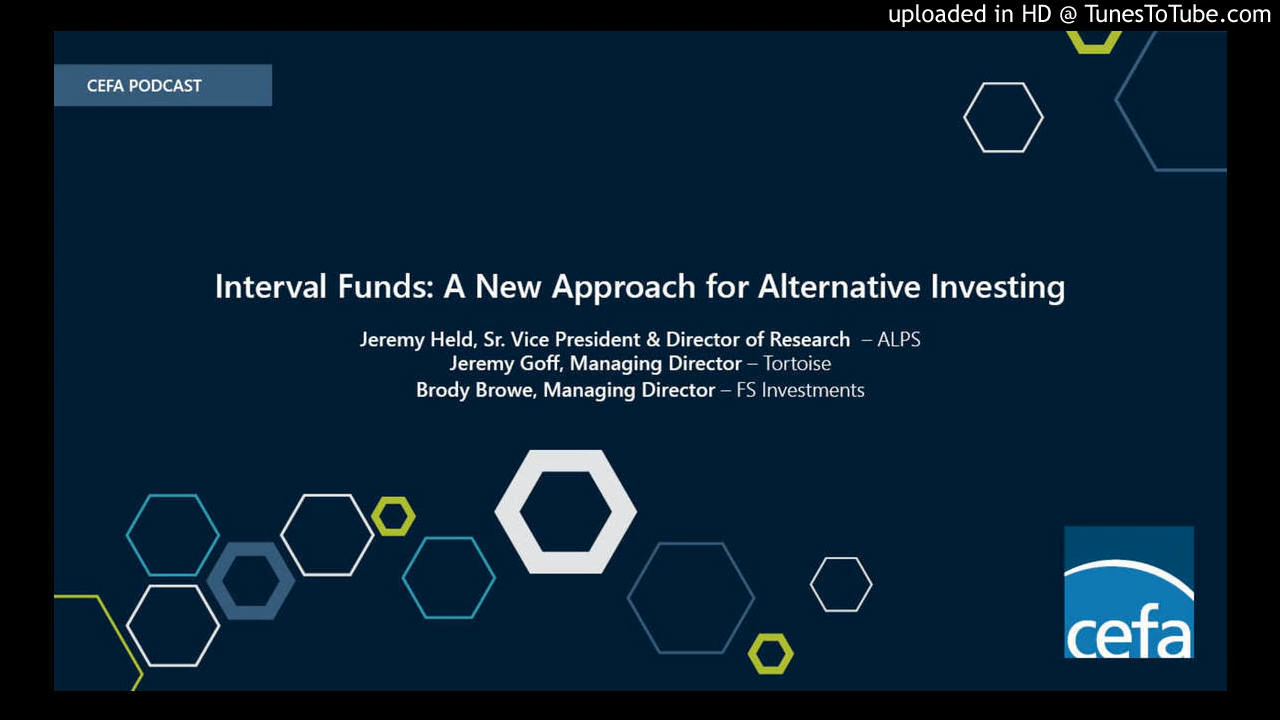 uploaded in HD @ TunesToTube.com
CEFA PODCAST
Interval Funds: A New Approach for Alternative Investing
Jeremy Held, Sr. Vice President & Director of Research – ALPS
Jeremy Goff, Managing Director – Tortoise
Brody Browe, Managing Director – FS Investments
cefa